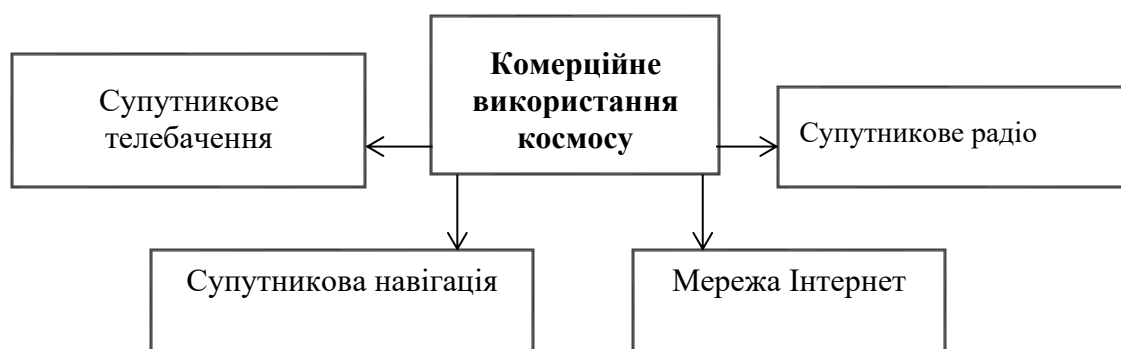 Комерційне
використання
космосу
Супутникове
телебачення
Супутникове радіо
Супутникова навігація
Мережа Інтернет